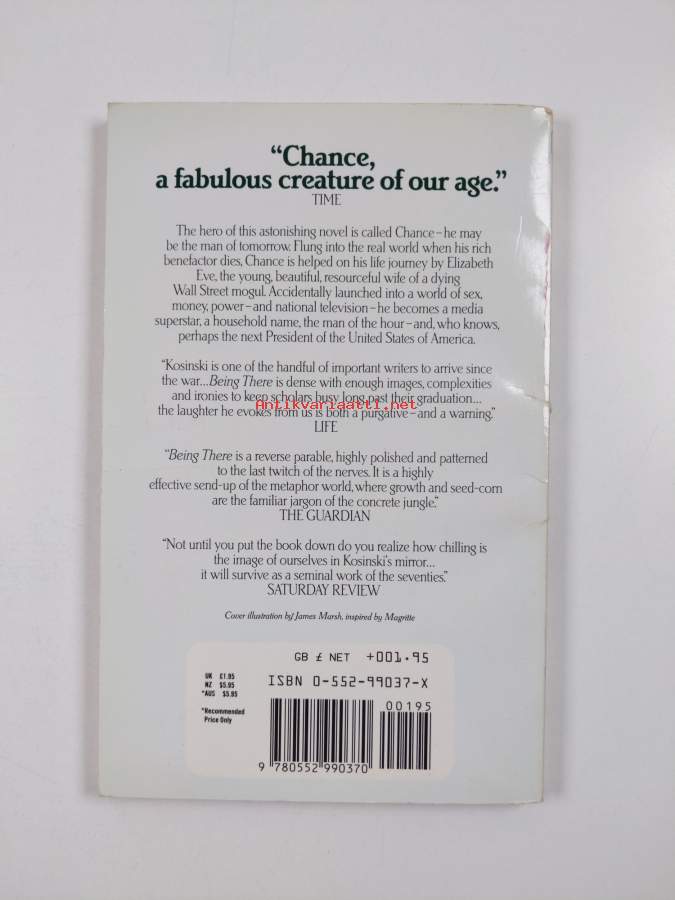 “Chance,
a fabulous creature of our age.”
TIME
The hero of this astonishing novel is called Chance – he may
be the man of tomorrow. Flung into the real world when his rich
benefactor dies, Chance is helped on his life journey by Elizabeth
Eve, the young, beautiful, resourceful wife of a dying
Wall Street mogul. Accidentally launched into a world of sex,
money, power – and national television – he becomes a media
superstar, a household name, the man of the hour – and, who knows,
perhaps the next President of the United States of America.
“Kosinski is one of the handful of important writers to arrive since
the war...Being There is dense with enough images, complexities
and ironies to keep scholars busy long past their graduation...
Antikvariaatti.net
the laughter he evokes from us is both a purgative – and a warning.”
LIFE
“Being There is a reverse parable, highly polished and patterned
to the last twitch of the nerves. It is a highly
effective send-up of the metaphor world, where growth and seed-corn
are the familiar jargon of the concrete jungle.”
THE GUARDIAN
“Not until you put the book down do you realize how chilling is
the image of ourselves in Kosinski’s mirror...
it will survive as a seminal work of the seventies.”
SATURDAY REVIEW
Cover illustration by James Marsh, inspired by Magritte
GB £ NET +001.95
UK £1.95
NZ $5.95
*AUS $5.95
*Recommended
Price Only
ISBN 0-552-99037-X
00195
9 780552 990370